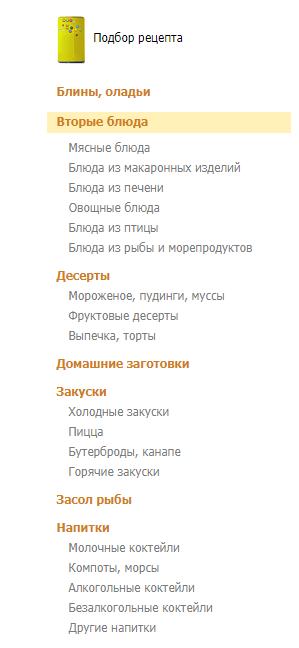 Подбор рецепта
Блины, оладьи
Вторые блюда
Мясные блюда
Блюда из макаронных изделий
Блюда из печени
Овощные блюда
Блюда из птицы
Блюда из рыбы и морепродуктов
Десерты
Мороженое, пудинги, муссы
Фруктовые десерты
Выпечка, торты
Домашние заготовки
Закуски
Холодные закуски
Пицца
Бутерброды, канапе
Горячие закуски
Засол рыбы
Напитки
Молочные коктейли
Компоты, морсы
Алкогольные коктейли
Безалкогольные коктейли
Другие напитки